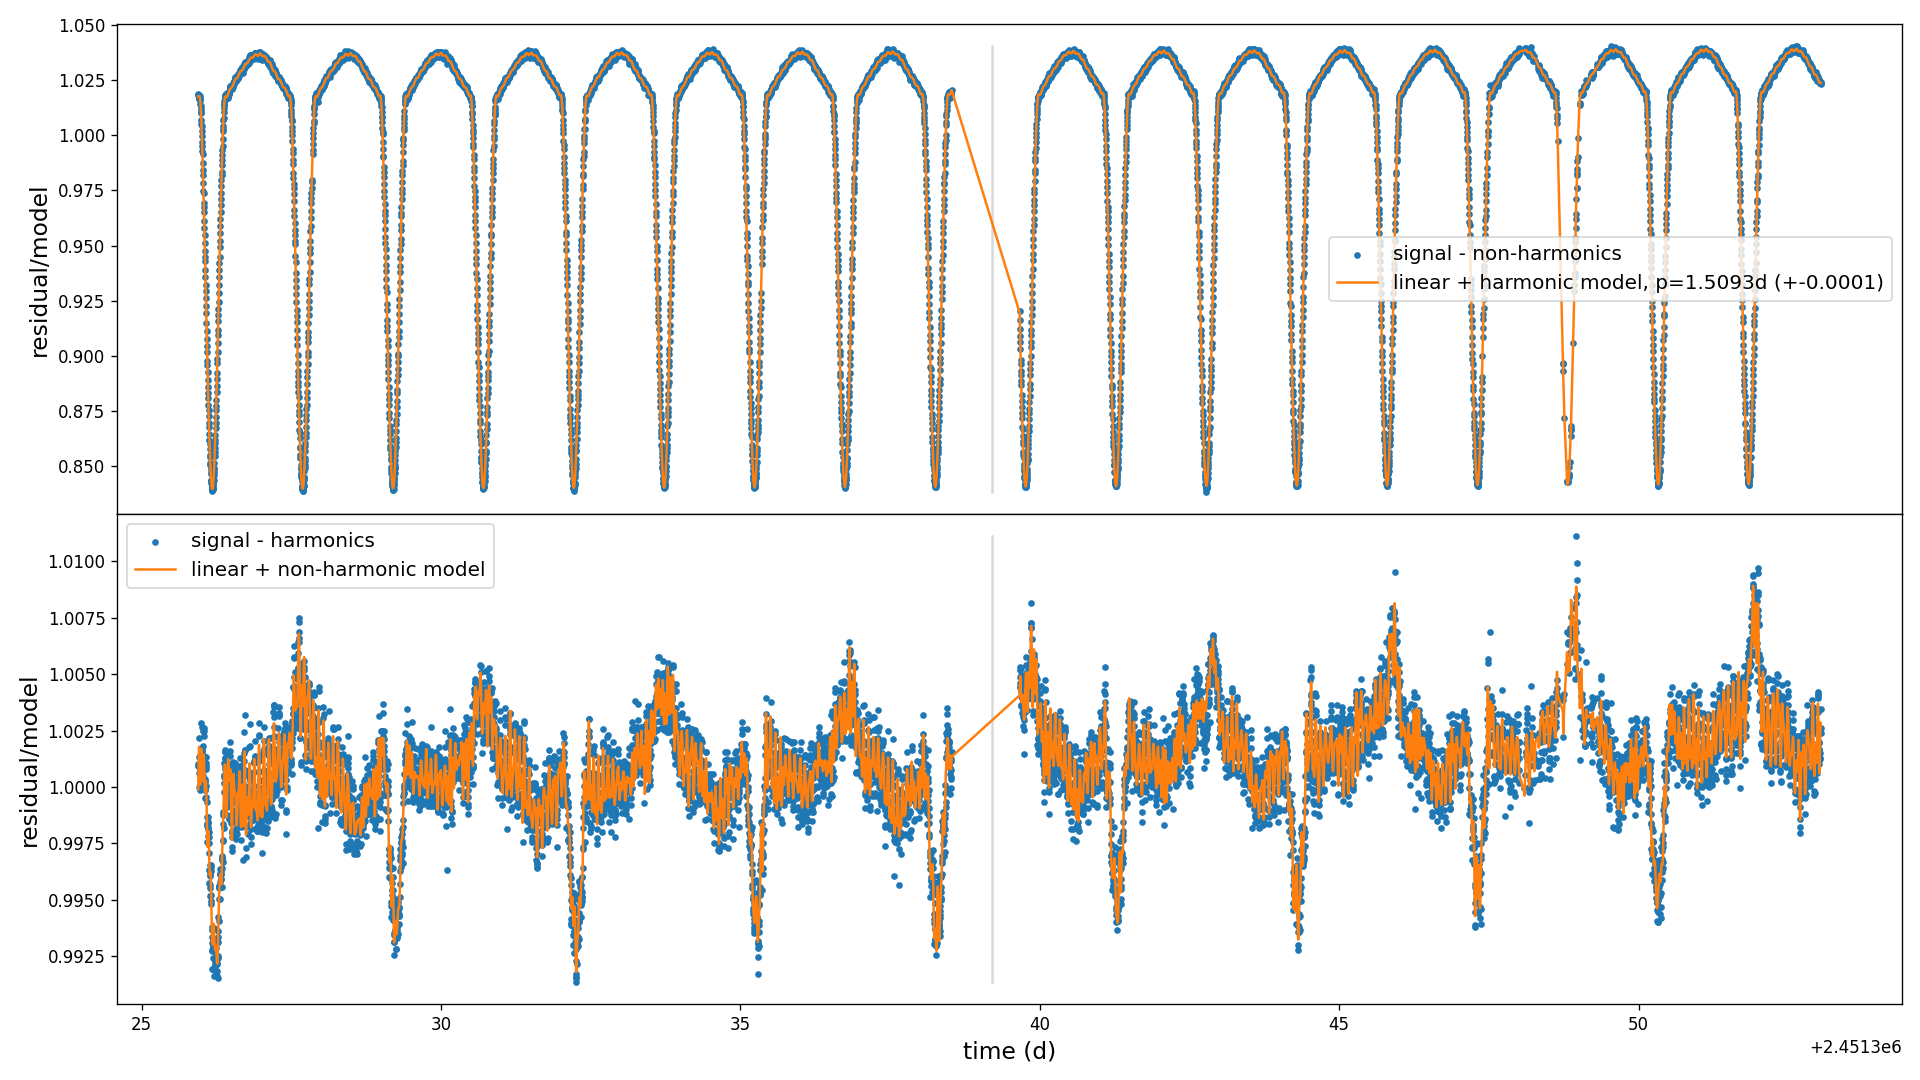 1.050
1.025
1.000
0.975
0.950
0.925
0.900
0.875
0.850
residual/model
signal - non-harmonics
linear + harmonic model, p=1.5093d (+-0.0001)
signal - harmonics
linear + non-harmonic model
1.0100
1.0075
1.0050
1.0025
1.0000
0.9975
0.9950
0.9925
residual/model
25 30 35 40 45 50
time (d)
+2.4513e6